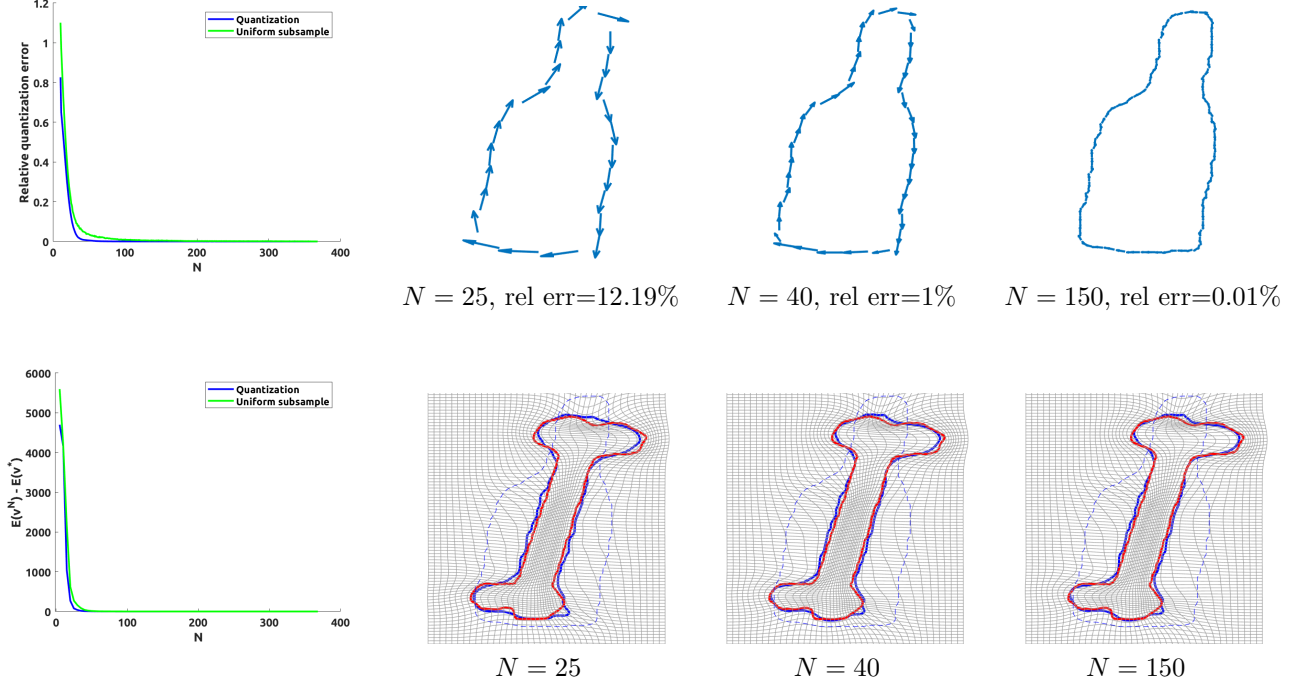 1.2
1
0.8
0.6
0.4
0.2
0
0
100
200
300
400
Relative quantization error
N
Quantization
Uniform subsample
N = 25, rel err=12.19%
N = 40, rel err=1%
N = 150, rel err=0.01%
6000
5000
4000
3000
2000
1000
0
0
100
200
300
400
E(v^N) - E(v^*)
N
Quantization
Uniform subsample
N = 25
N = 40
N = 150